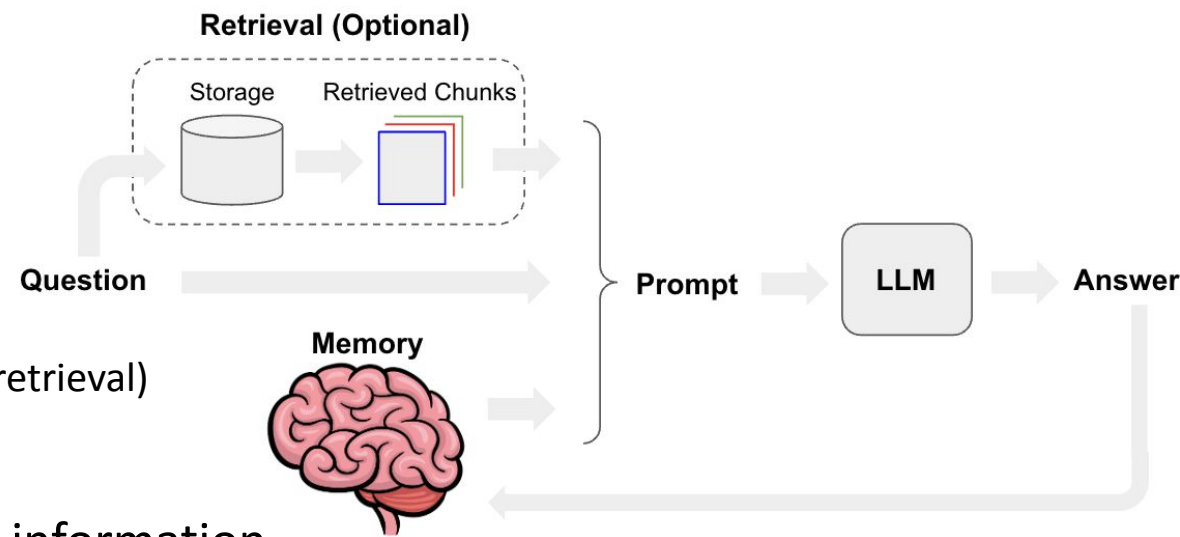 Retrieval (Optional)
Storage
Retrieved Chunks
Question
Prompt
LLM
Answer
Memory
retrieval)
information